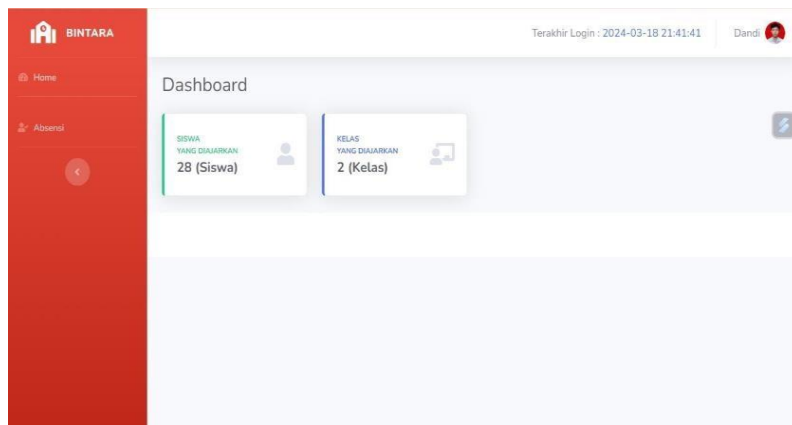 BINTARA
Terakhir Login : 2024-03-18 21:41:41
Dandi
Home
Absensi
Dashboard
SISWA
YANG DIAJARKAN
28 (Siswa)
KELAS
YANG DIAJARKAN
2 (Kelas)